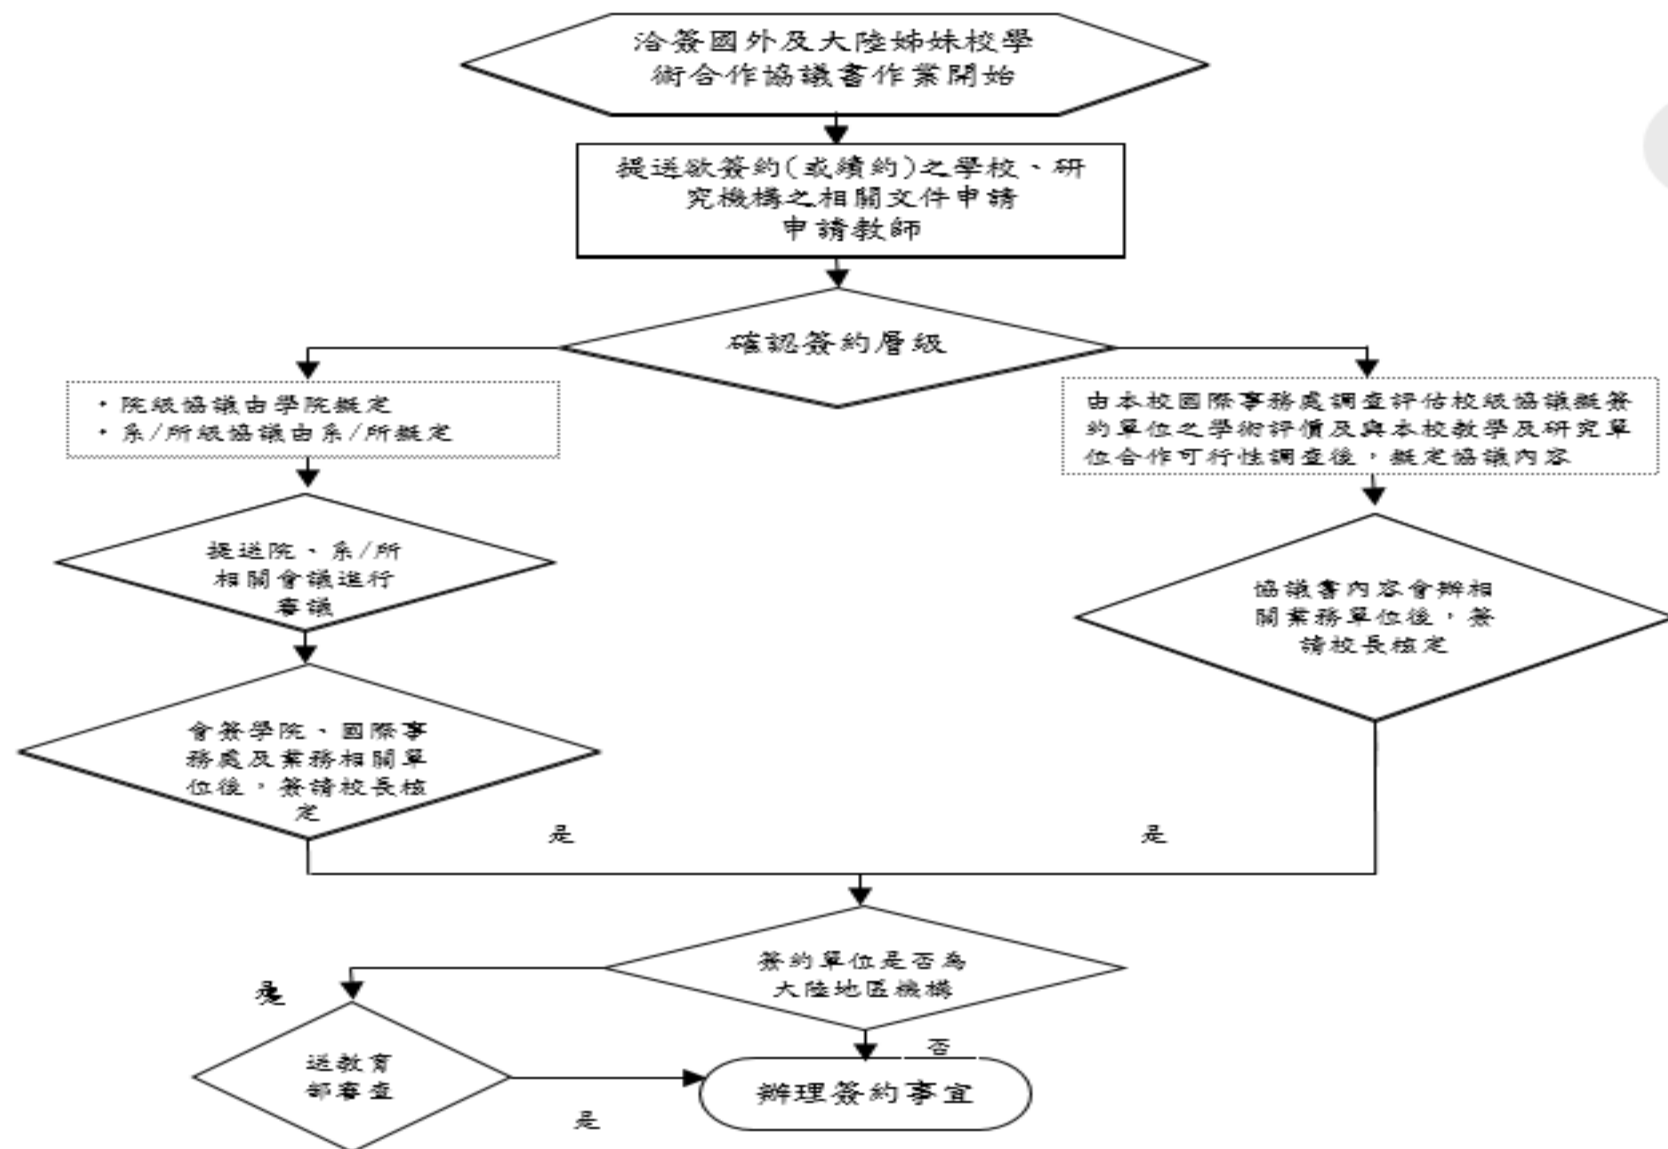 洽簽國外及大陸姊妹校學
術合作協議書作業開始
提送欲簽約(或續約)之學校、研
究機構之相關文件申請
申請教師
確認簽約層級
・院級協議由學院擬定
・系/所級協議由系/所擬定
由本校國際事務處調查評估校級協議擬簽
約單位之學術評價及與本校教學及研究單
位合作可行性調查後，擬定協議內容
提送院、系/所
相關會議進行
審議
協議書內容會辦相
關業務單位後，簽
請校長核定
會簽學院、國際事
務處及業務相關單
位後，簽請校長核
定
是
是
簽約單位是否為
大陸地區機構
是
否
送教育
部審查
是
辦理簽約事宜